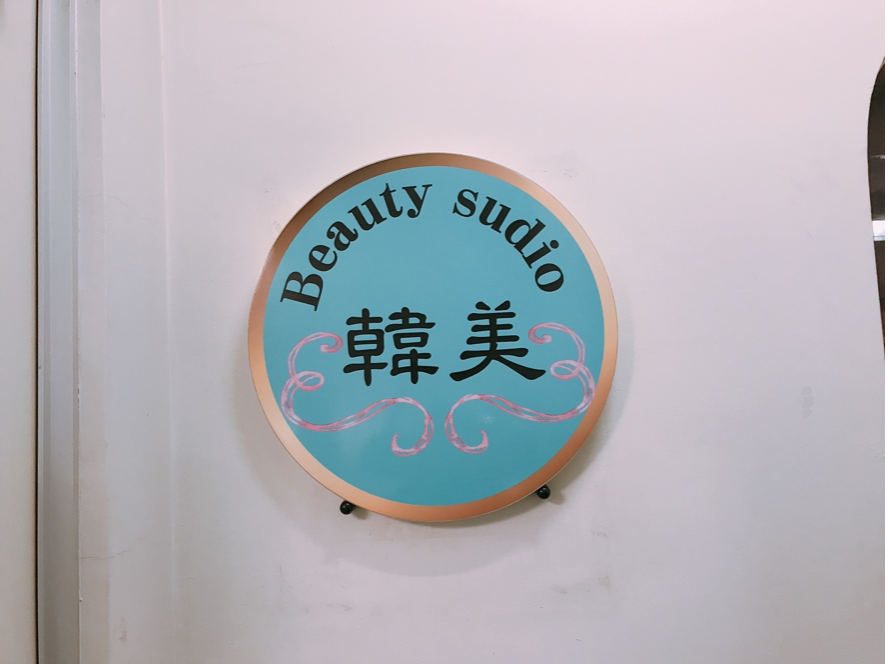 Beauty sudio
韓美